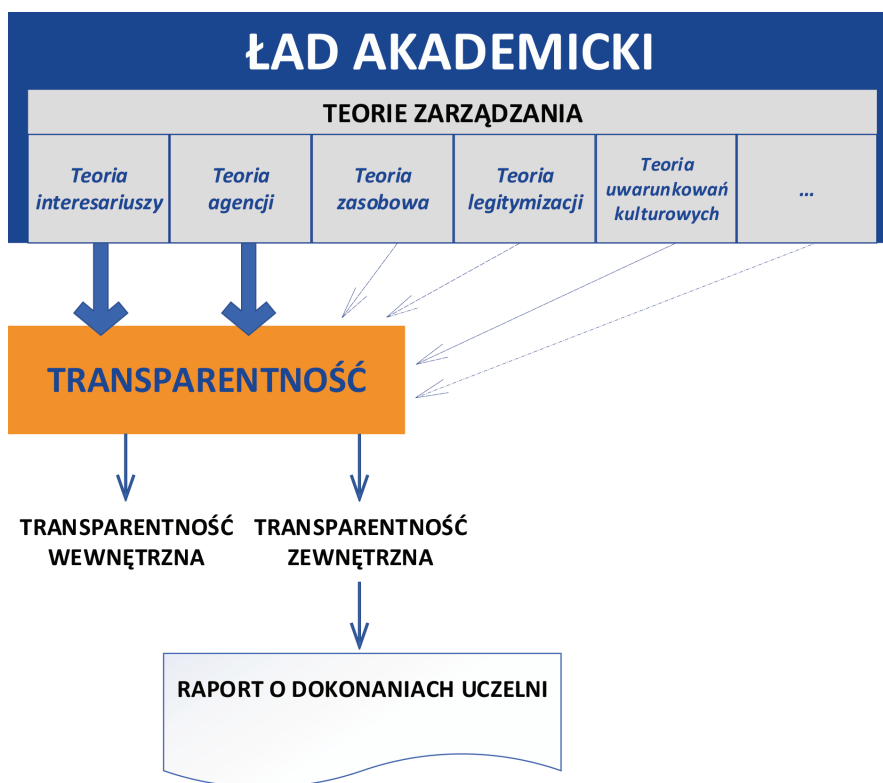 ŁAD AKADEMICKI
TEORIE ZARZĄDZANIA
Teoria
interesariuszy
Teoria
agencji
Teoria
zasobowa
Teoria
legitymizacji
Teoria
uwarunkowań
kulturowych
...
TRANSPARENTNOŚĆ
TRANSPARENTNOŚĆ
WEWNĘTRZNA
TRANSPARENTNOŚĆ
ZEWNĘTRZNA
RAPORT O DOKONANIACH UCZELNI